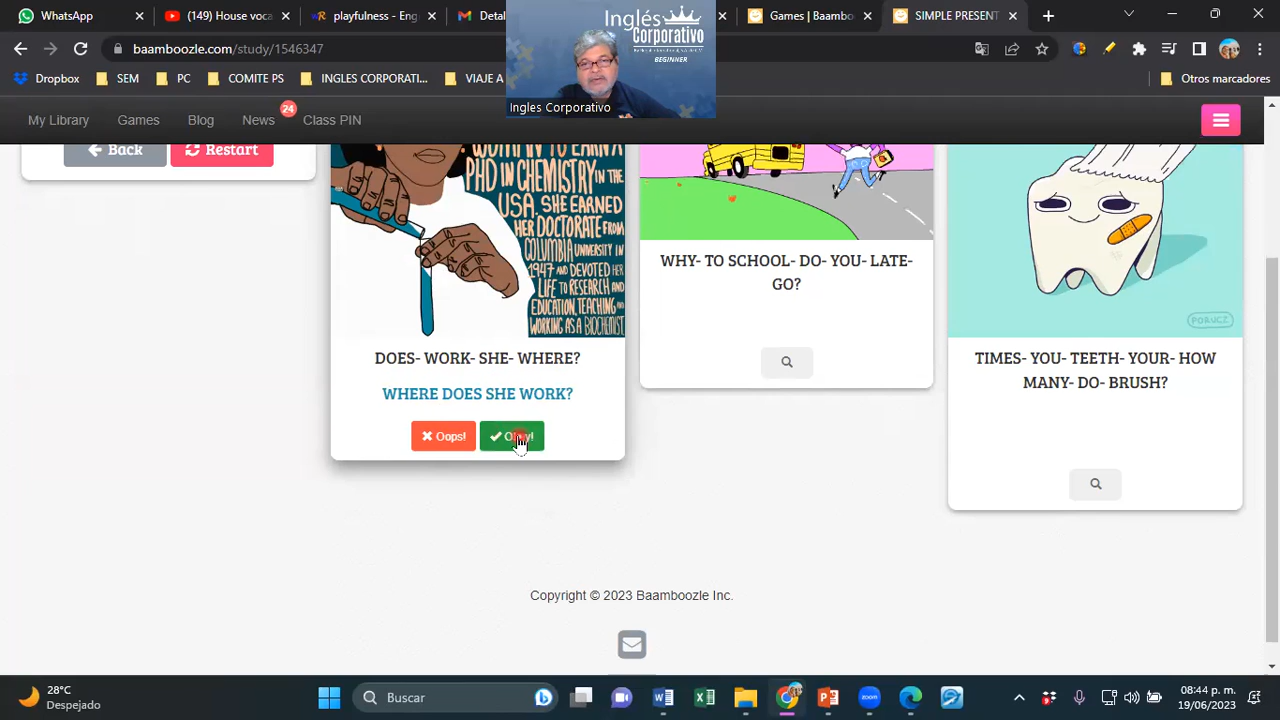 WhatsApp
(149) House voca
playfulness - Eng
Detal
Games | Baamboo
SIMPLE PRESENT
baamboozle.com/study/1546347
Dropbox
SEM
PC
COMITE PS
INGLES CORPORATI...
VIAJE A
Otros marcadores
Inglés
Corporativo
BEGINNER
Ingles Corporativo
My Library
Games
Blog
News
24
Class PIN
Back
Restart
WOMAN TO EARN A
PHD IN CHEMISTRY IN THE
USA. SHE EARNED
HER DOCTORATE FROM
COLUMBIA UNIVERSITY IN
1947 AND DEVOTED HER
LIFE TO RESEARCH AND
EDUCATION, TEACHING AND
WORKING AS A BIOCHEMIST
DOES- WORK- SHE- WHERE?
WHERE DOES SHE WORK?
Oops!
WHY- TO SCHOOL- DO- YOU- LATE-
GO?
PORUCZ
TIMES- YOU- TEETH- YOUR- HOW
MANY- DO- BRUSH?
Copyright © 2023 Baamboozle Inc.
28°C
Despejado
Buscar
08:44 p. m.
19/06/2023